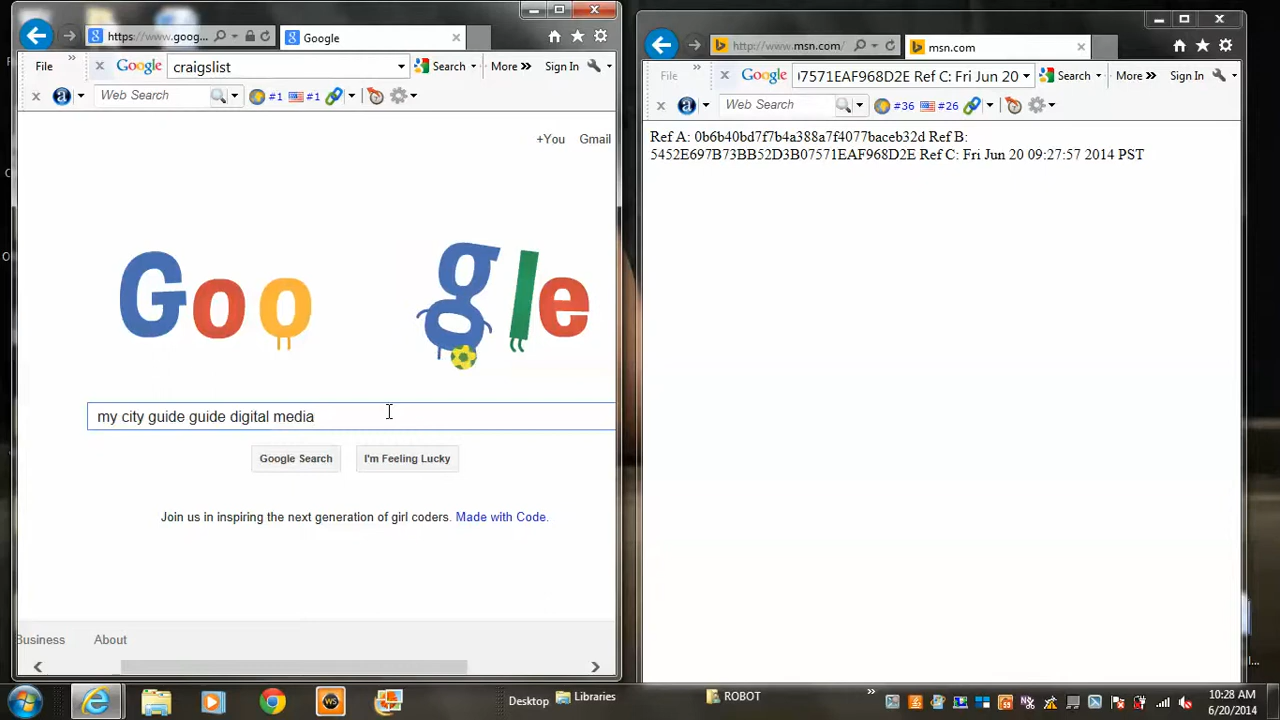 https://www.goog...
Google
File
Google
craigslist
Search
More »
Sign In
Web Search
#1
#1
+You
Gmail
Goo gle
my city guide guide digital media
Google Search
I'm Feeling Lucky
Join us in inspiring the next generation of girl coders. Made with Code.
Business
About
http://www.msn.com/
msn.com
File
Google
)7571EAF968D2E Ref C: Fri Jun 20
Search
More »
Sign In
Web Search
#36
#26
Ref A: 0b6b40bd7f7b4a388a7f4077baceb32d Ref B:
5452E697B73BB52D3B07571EAF968D2E Ref C: Fri Jun 20 09:27:57 2014 PST
Desktop
Libraries
ROBOT
10:28 AM
6/20/2014